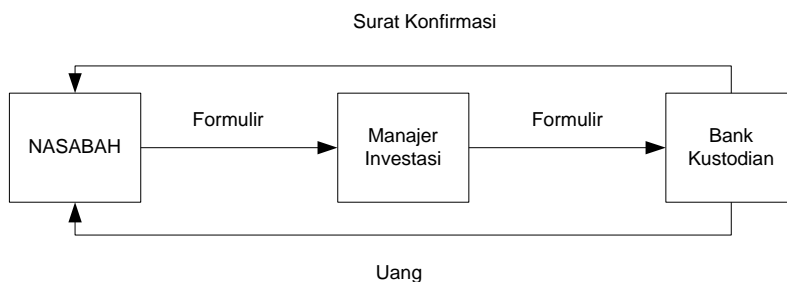 Surat Konfirmasi
NASABAH
Formulir
Manajer
Investasi
Formulir
Bank
Kustodian
Uang